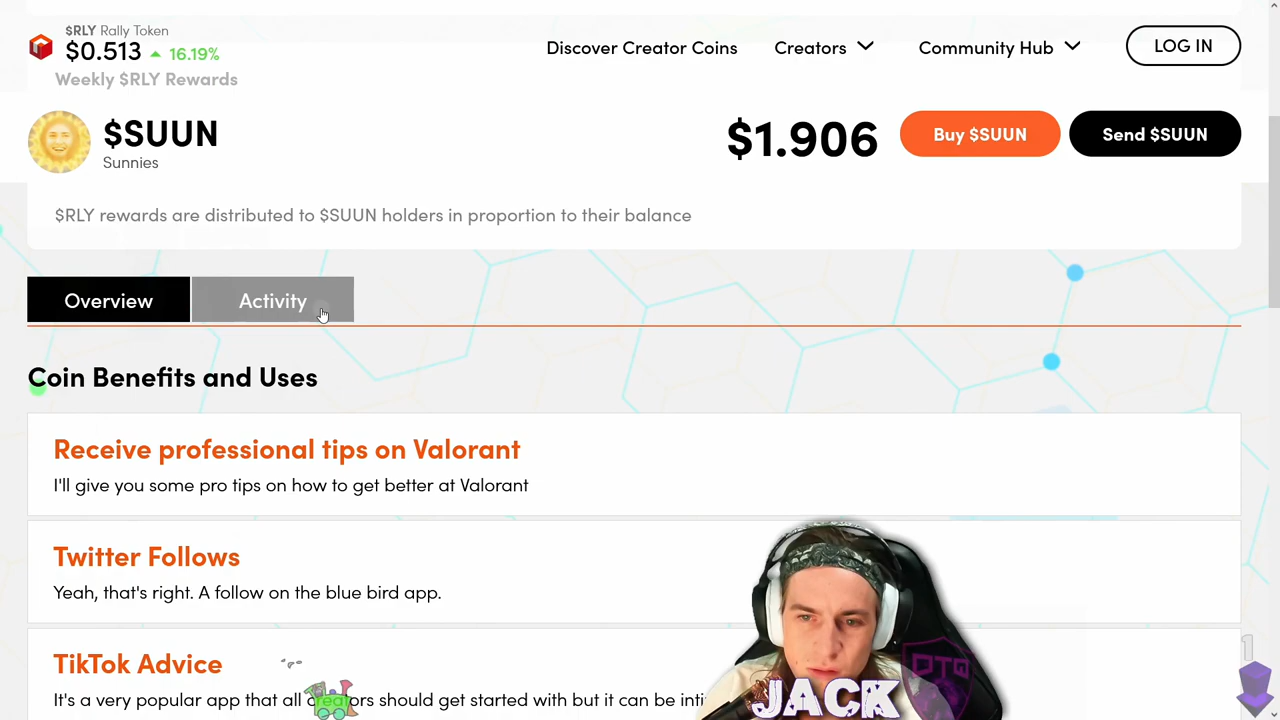 $RLY Rally Token
$0.513 16.19%
Discover Creator Coins Creators Community Hub LOG IN
Weekly $RLY Rewards
$SUUN
Sunnies
$1.906 Buy $SUUN Send $SUUN
$RLY rewards are distributed to $SUUN holders in proportion to their balance
Overview Activity
Coin Benefits and Uses
Receive professional tips on Valorant
I'll give you some pro tips on how to get better at Valorant
Twitter Follows
Yeah, that's right. A follow on the blue bird app.
TikTok Advice
It's a very popular app that all creators should get started with but it can be
JACK
DTQ
1